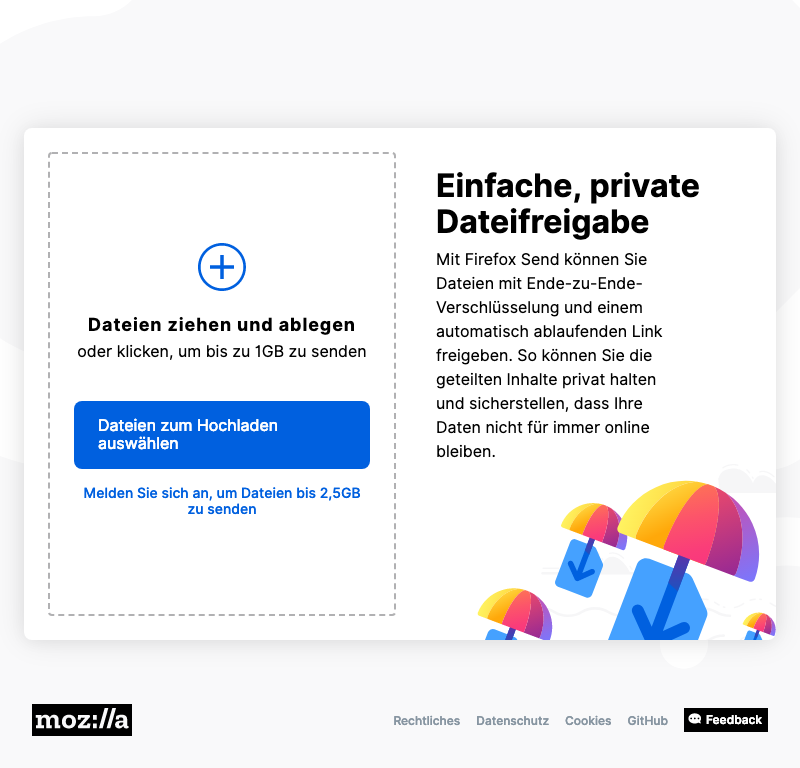 Dateien ziehen und ablegen
oder klicken, um bis zu 1GB zu senden
Dateien zum Hochladen
auswählen
Melden Sie sich an, um Dateien bis 2,5GB
zu senden
Einfache, private
Dateifreigabe
Mit Firefox Send können Sie
Dateien mit Ende-zu-Ende-
Verschlüsselung und einem
automatisch ablaufenden Link
freigeben. So können Sie die
geteilten Inhalte privat halten
und sicherstellen, dass Ihre
Daten nicht für immer online
bleiben.
moz://a
Rechtliches Datenschutz Cookies GitHub Feedback